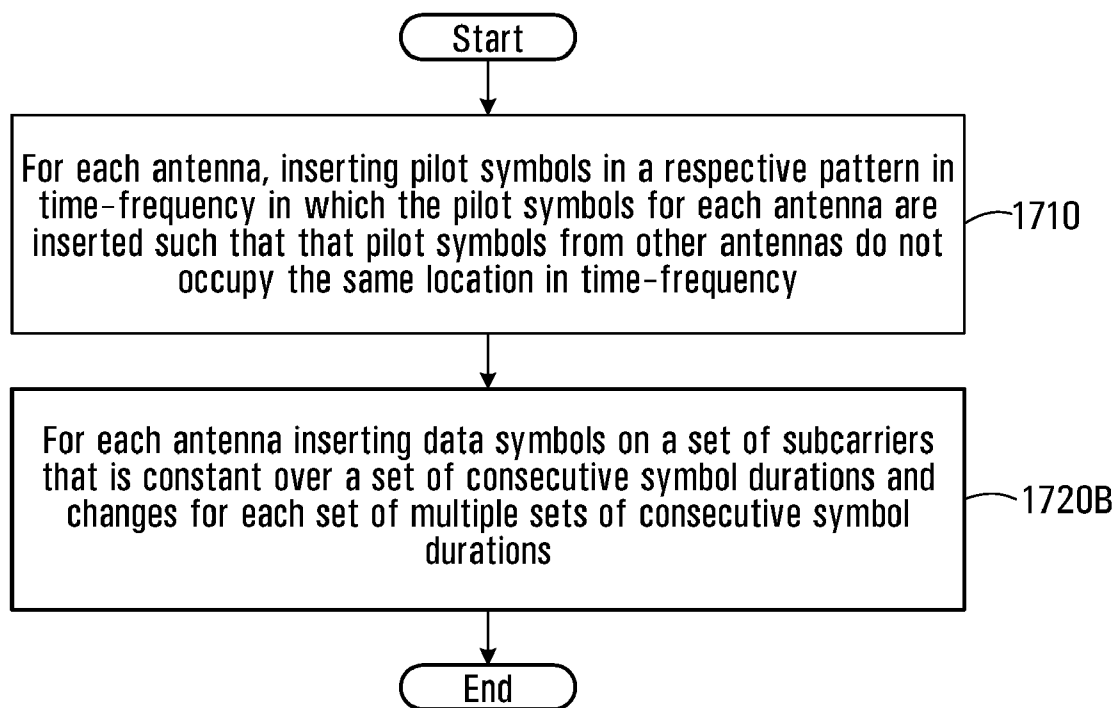 Start
For each antenna, inserting pilot symbols in a respective pattern in
time-frequency in which the pilot symbols for each antenna are
inserted such that that pilot symbols from other antennas do not
occupy the same location in time-frequency
1710
For each antenna inserting data symbols on a set of subcarriers
that is constant over a set of consecutive symbol durations and
changes for each set of multiple sets of consecutive symbol
durations
1720B
End